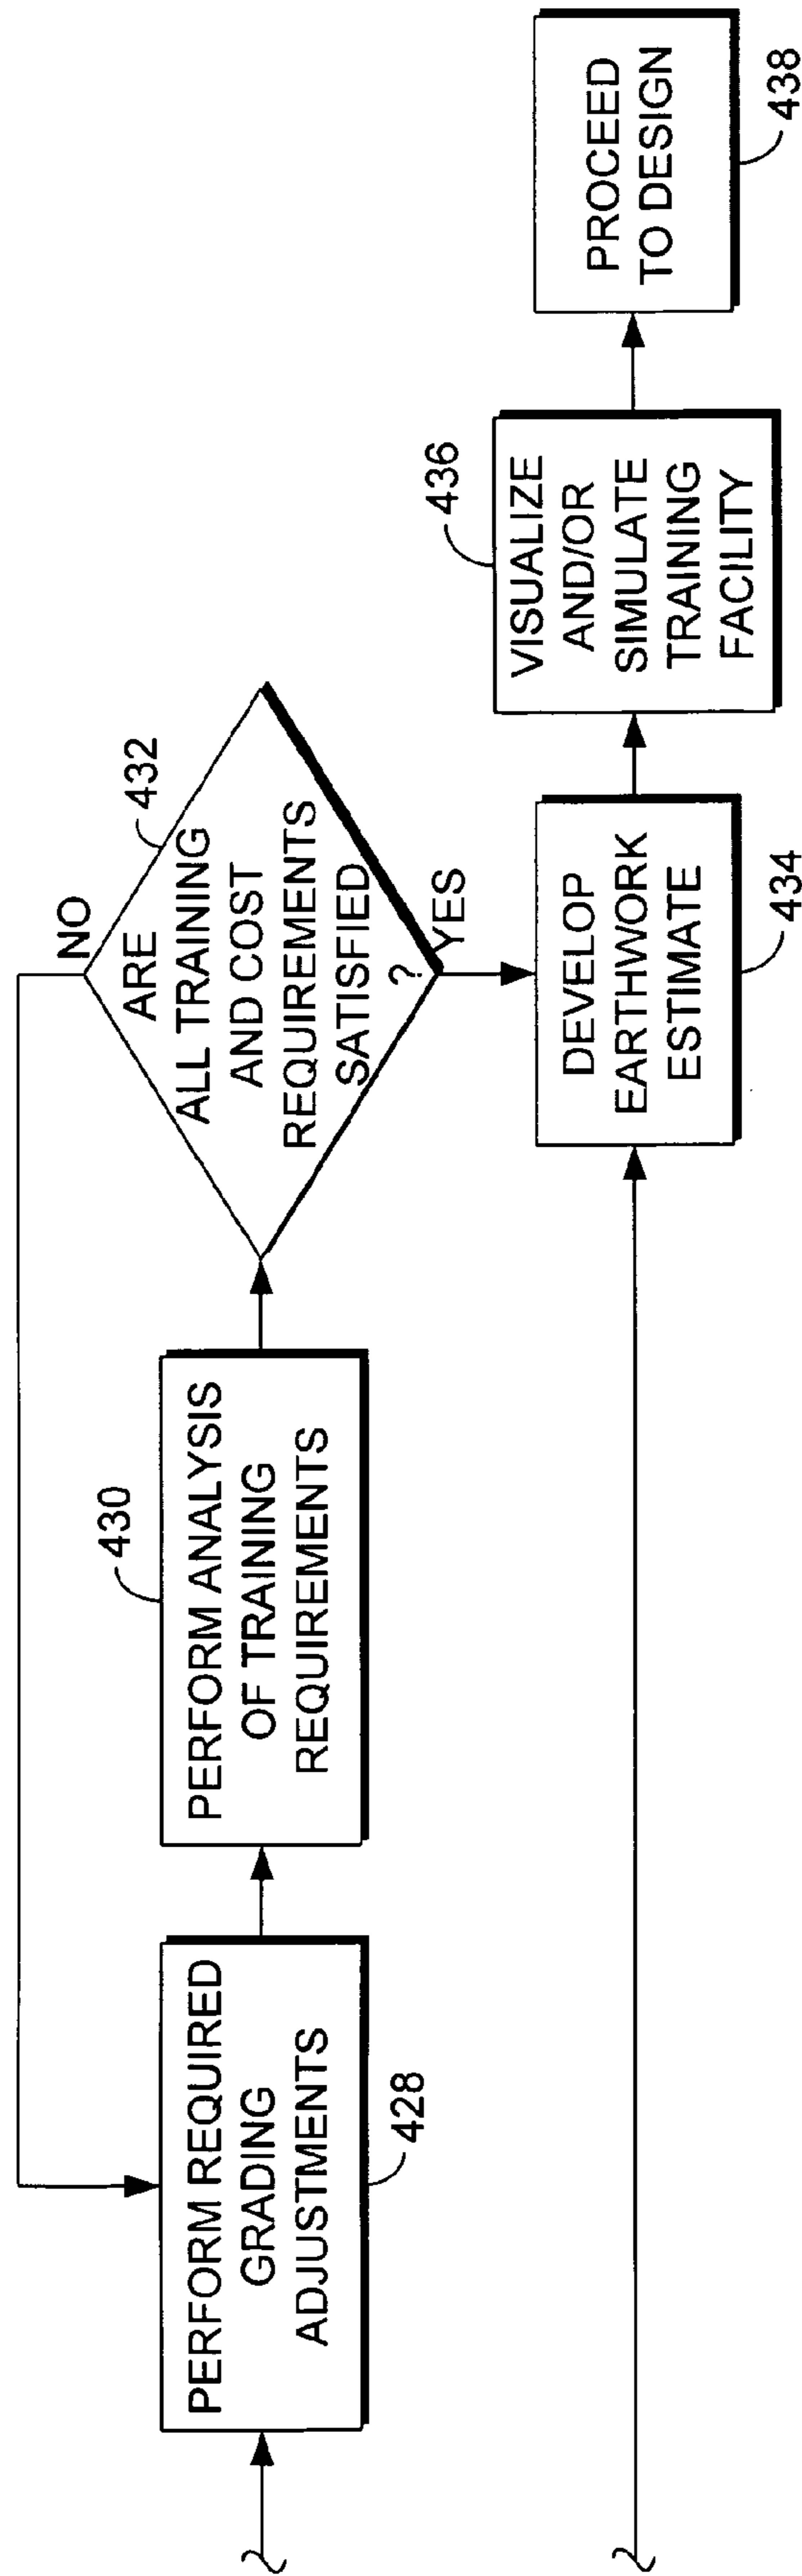 PERFORM REQUIRED
GRADING
ADJUSTMENTS
428
PERFORM ANALYSIS
OF TRAINING
REQUIREMENTS
430
NO
ARE
ALL TRAINING
AND COST
REQUIREMENTS
SATISFIED
?
432
YES
DEVELOP
EARTHWORK
ESTIMATE
434
VISUALIZE
AND/OR
SIMULATE
TRAINING
FACILITY
436
PROCEED
TO DESIGN
438